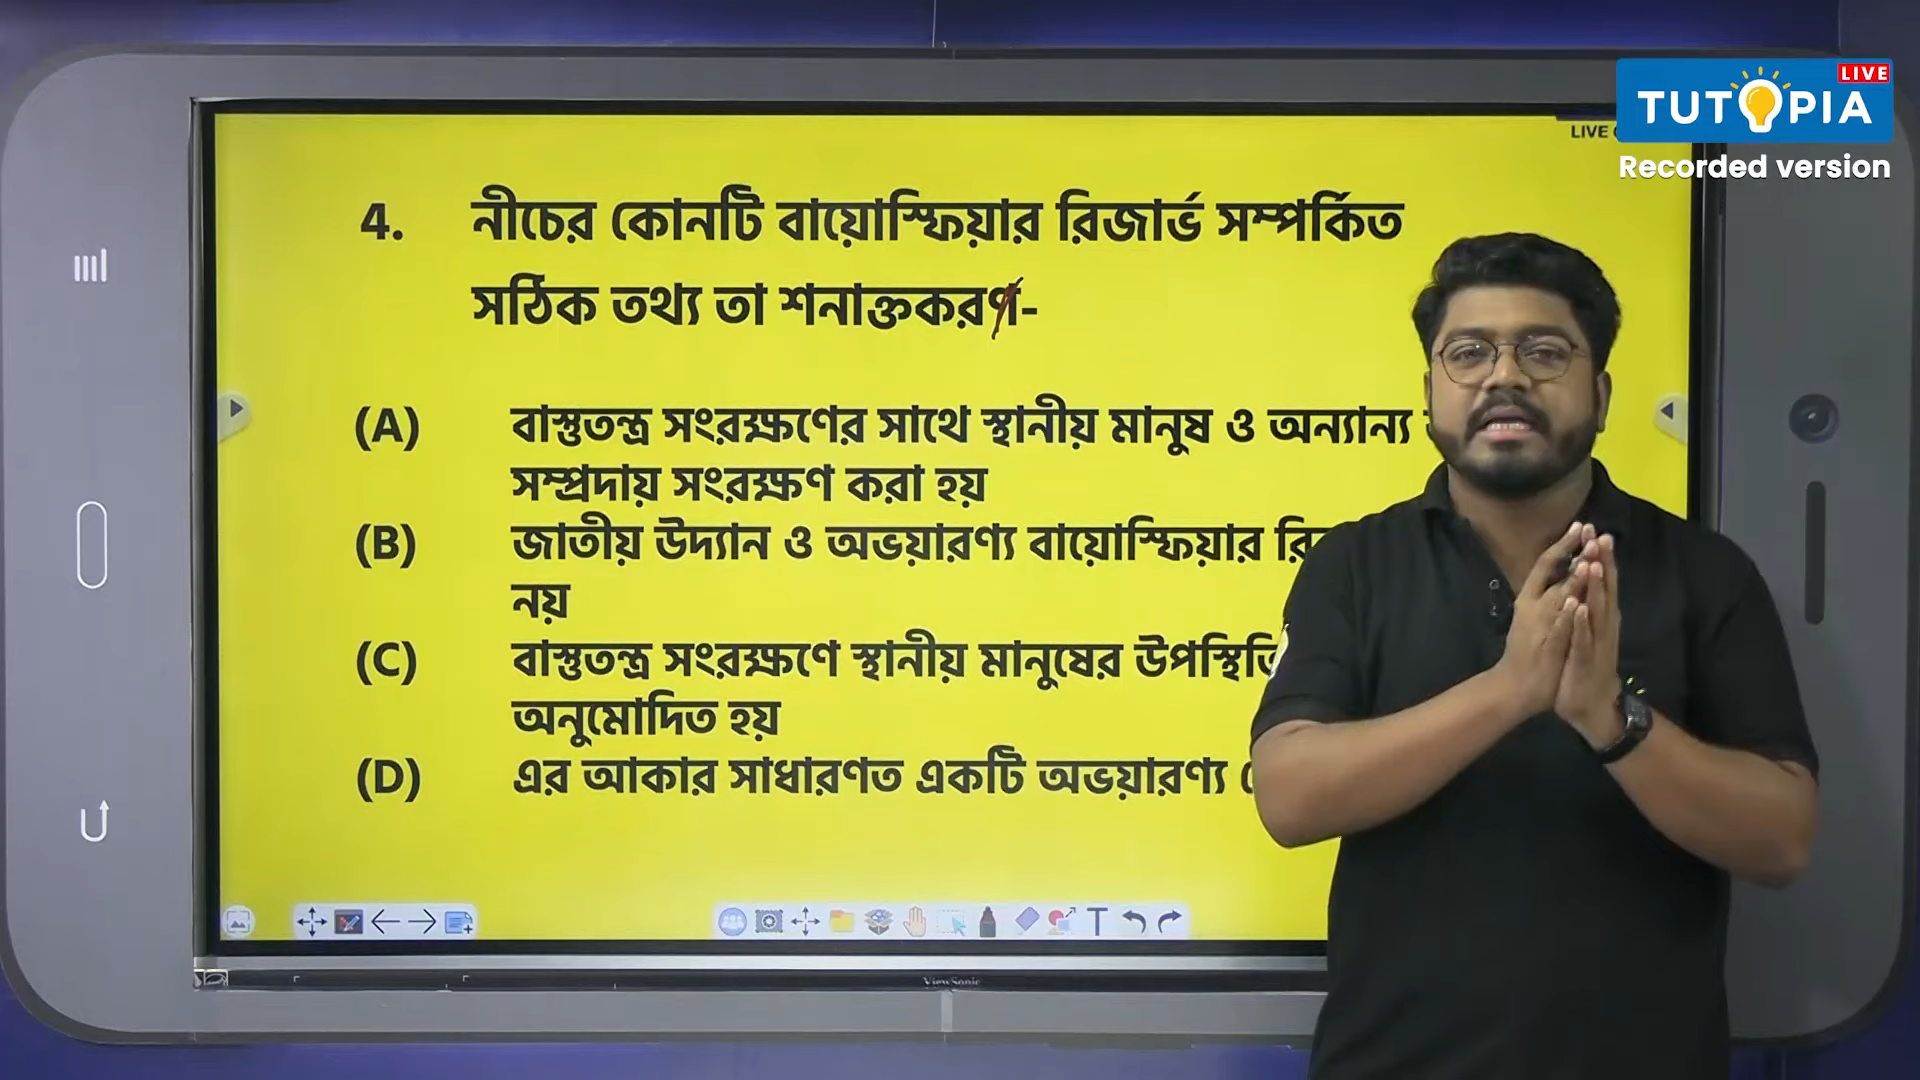 LIVE
TUTOPIA
LIVE
Recorded version
4. নীচের কোনটি বায়োস্ফিয়ার রিজার্ভ সম্পর্কিত
সঠিক তথ্য তা শনাক্তকরণ-
(A) বাস্তুতন্ত্র সংরক্ষণের সাথে স্থানীয় মানুষ ও অন্যান্য
সম্প্রদায় সংরক্ষণ করা হয়
(B) জাতীয় উদ্যান ও অভয়ারণ্য বায়োস্ফিয়ার
নয়
(C) বাস্তুতন্ত্র সংরক্ষণে স্থানীয় মানুষের উপস্থিতি
অনুমোদিত হয়
(D) এর আকার সাধারণত একটি অভয়ারণ্য
ViewSonic